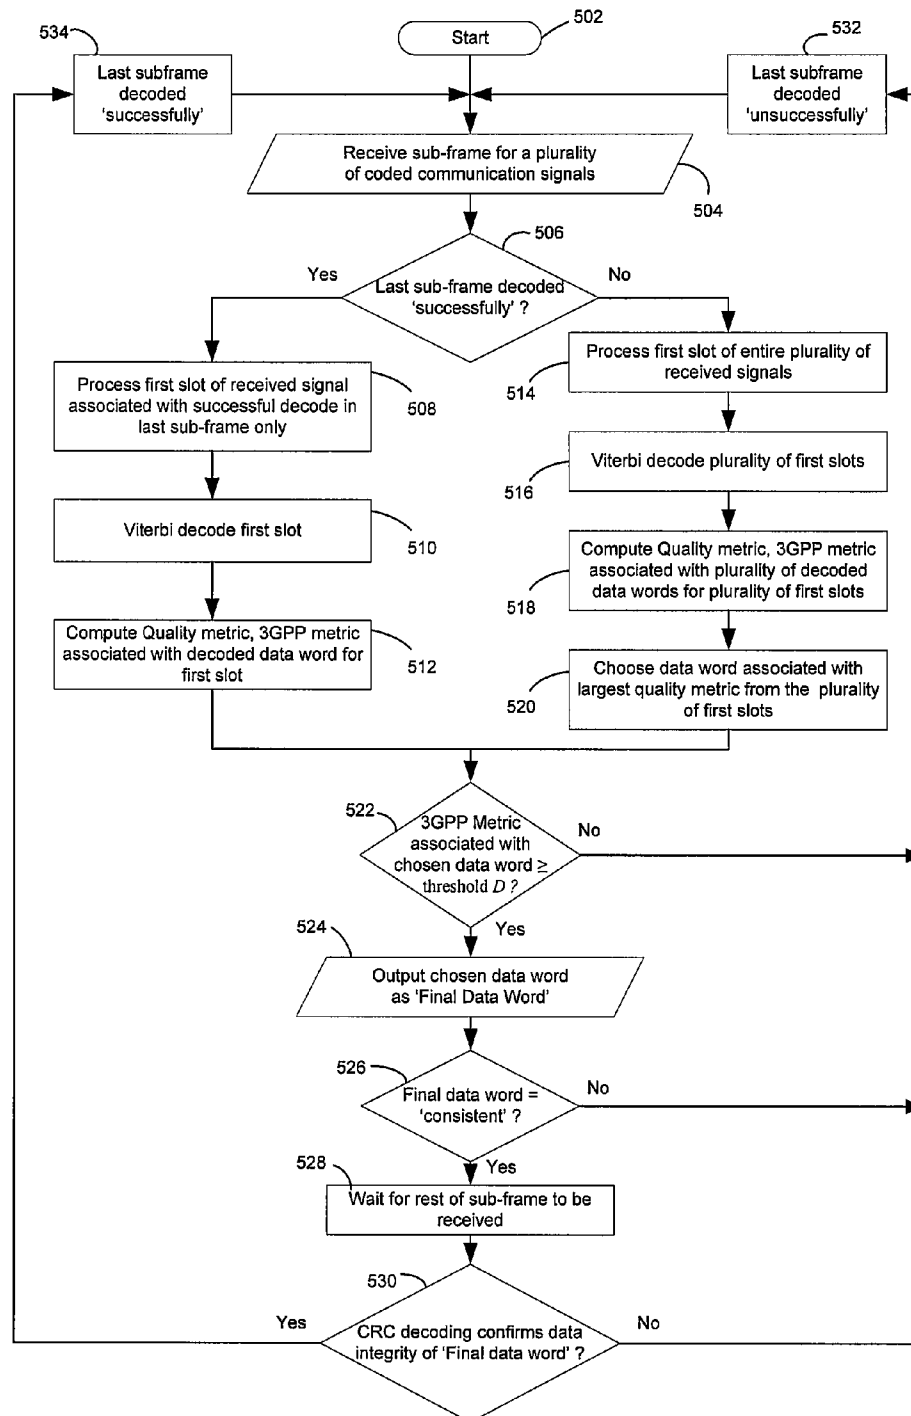 502
Start
534
Last subframe
decoded
'successfully'
532
Last subframe
decoded
'unsuccessfully'
Receive sub-frame for a plurality
of coded communication signals
504
506
Yes
No
Last sub-frame decoded
'successfully' ?
Process first slot of received signal
associated with successful decode in
last sub-frame only
508
Process first slot of entire plurality of
received signals
514
Viterbi decode first slot
510
Viterbi decode plurality of first slots
516
Compute Quality metric, 3GPP metric
associated with decoded data word for
first slot
512
Compute Quality metric, 3GPP metric
associated with plurality of decoded
data words for plurality of first slots
518
Choose data word associated with
largest quality metric from the plurality
of first slots
520
522
3GPP Metric
associated with
chosen data word ≥
threshold D ?
No
Yes
524
Output chosen data word
as 'Final Data Word'
526
Final data word =
'consistent' ?
No
Yes
528
Wait for rest of sub-frame to be
received
530
Yes
No
CRC decoding confirms data
integrity of 'Final data word' ?